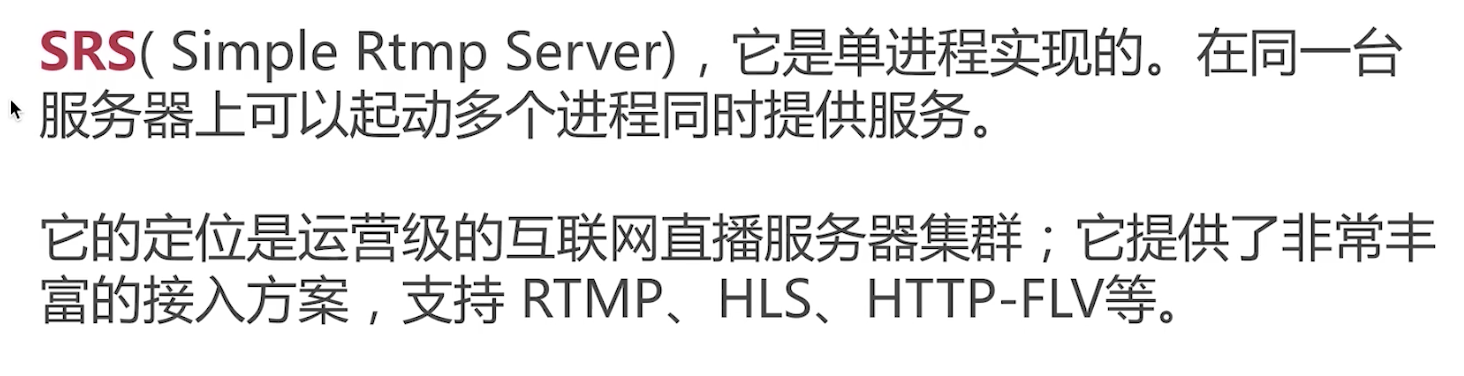 SRS( Simple Rtmp Server)，它是单进程实现的。在同一台
服务器上可以起动多个进程同时提供服务。
它的定位是运营级的互联网直播服务器集群；它提供了非常丰
富的接入方案，支持 RTMP、HLS、HTTP-FLV等。